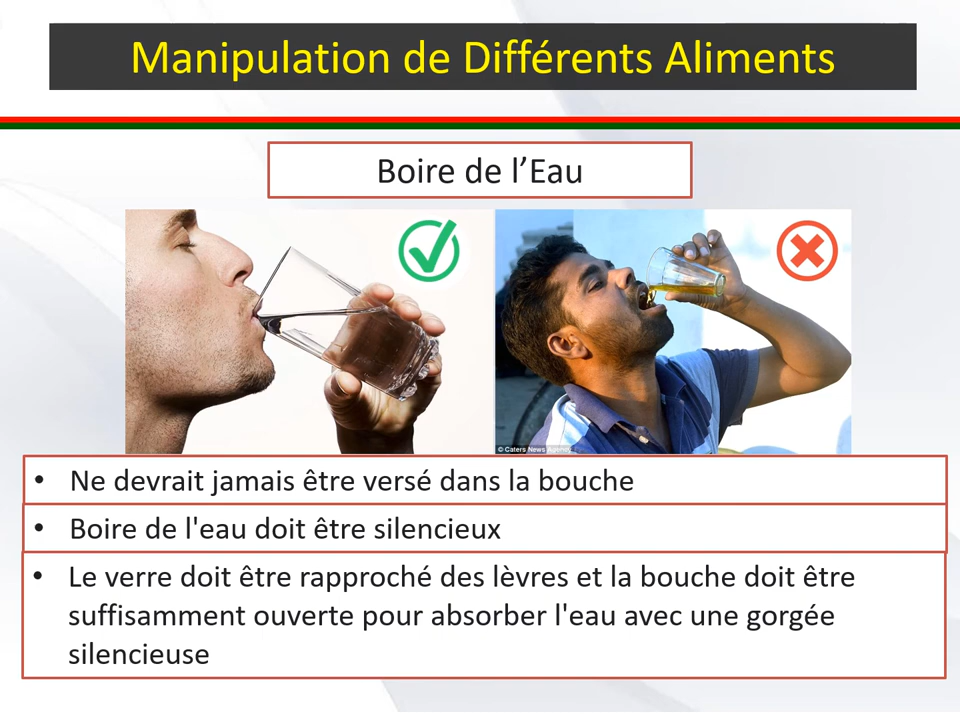 Manipulation de Différents Aliments
Boire de l’Eau
© Caters News Agency
• Ne devrait jamais être versé dans la bouche
• Boire de l'eau doit être silencieux
• Le verre doit être rapproché des lèvres et la bouche doit être
suffisamment ouverte pour absorber l'eau avec une gorgée
silencieuse